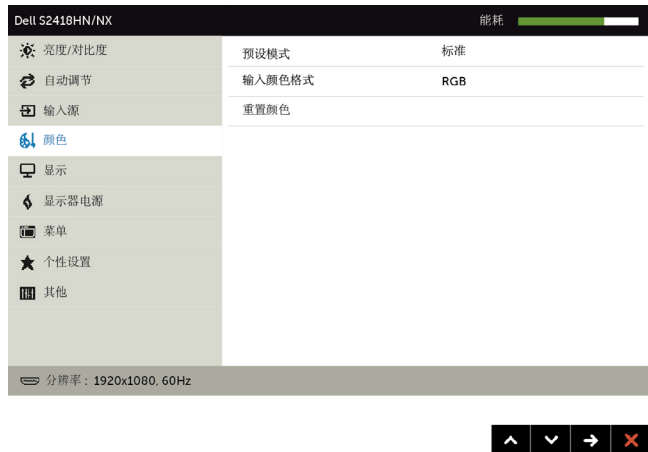 Dell S2418HN/NX
能耗
亮度/对比度
预设模式
标准
自动调节
输入颜色格式
RGB
输入源
重置颜色
颜色
显示
显示器电源
菜单
个性设置
其他
分辨率 : 1920x1080, 60Hz